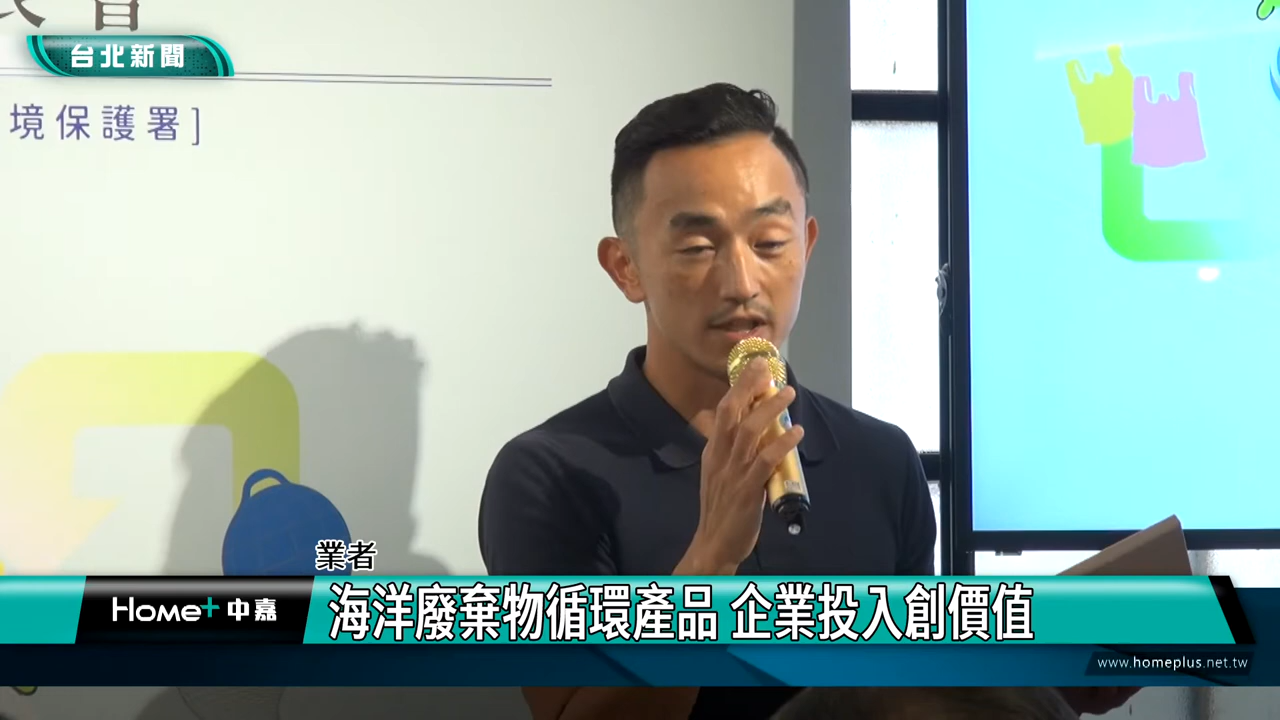 台北新聞
境保護署]
業者
Home+ 中嘉
海洋廢棄物循環產品 企業投入創價值
www.homeplus.net.tw